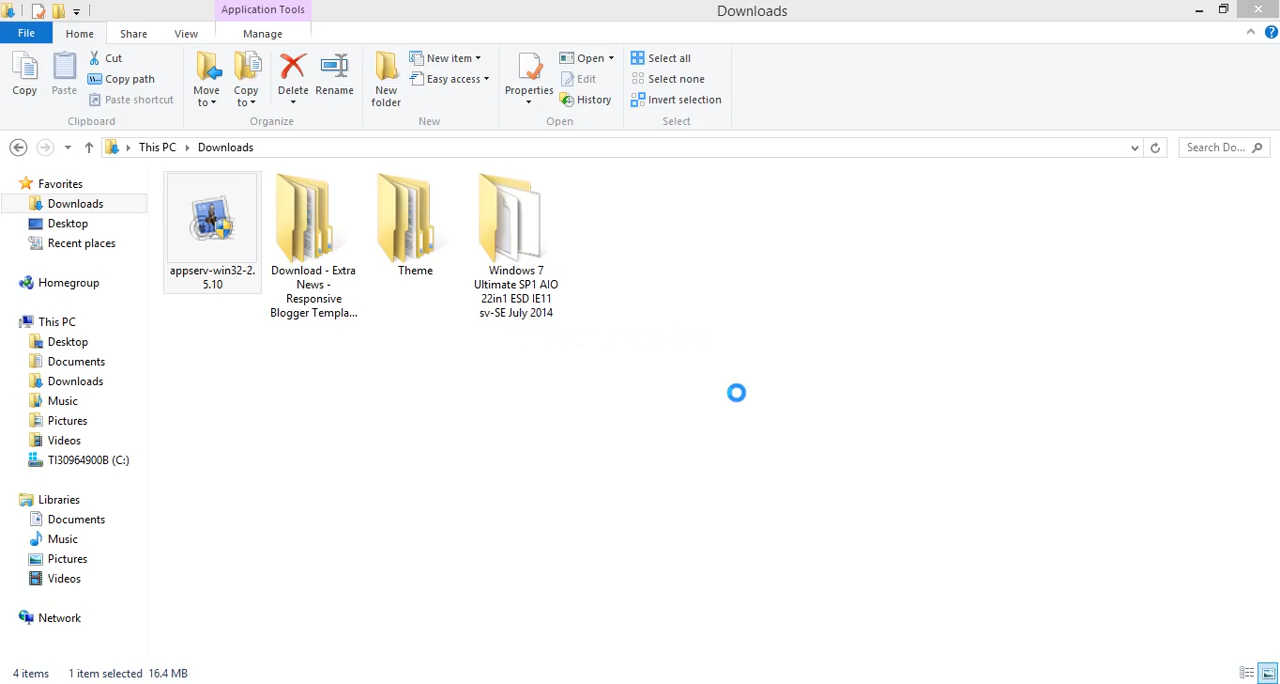 Application Tools
Downloads
File
Home
Share
View
Manage
Copy
Paste
Cut
Copy path
Paste shortcut
Clipboard
Move to
Copy to
Delete
Rename
Organize
New folder
New item
Easy access
New
Properties
Open
Edit
History
Open
Select all
Select none
Invert selection
Select
This PC
Downloads
Search Do...
Favorites
Downloads
Desktop
Recent places
Homegroup
This PC
Desktop
Documents
Downloads
Music
Pictures
Videos
TI30964900B (C:)
Libraries
Documents
Music
Pictures
Videos
Network
appserv-win32-2.
5.10
Download - Extra
News -
Responsive
Blogger Templa...
Theme
Windows 7
Ultimate SP1 AIO
22in1 ESD IE11
sv-SE July 2014
4 items
1 item selected 16.4 MB